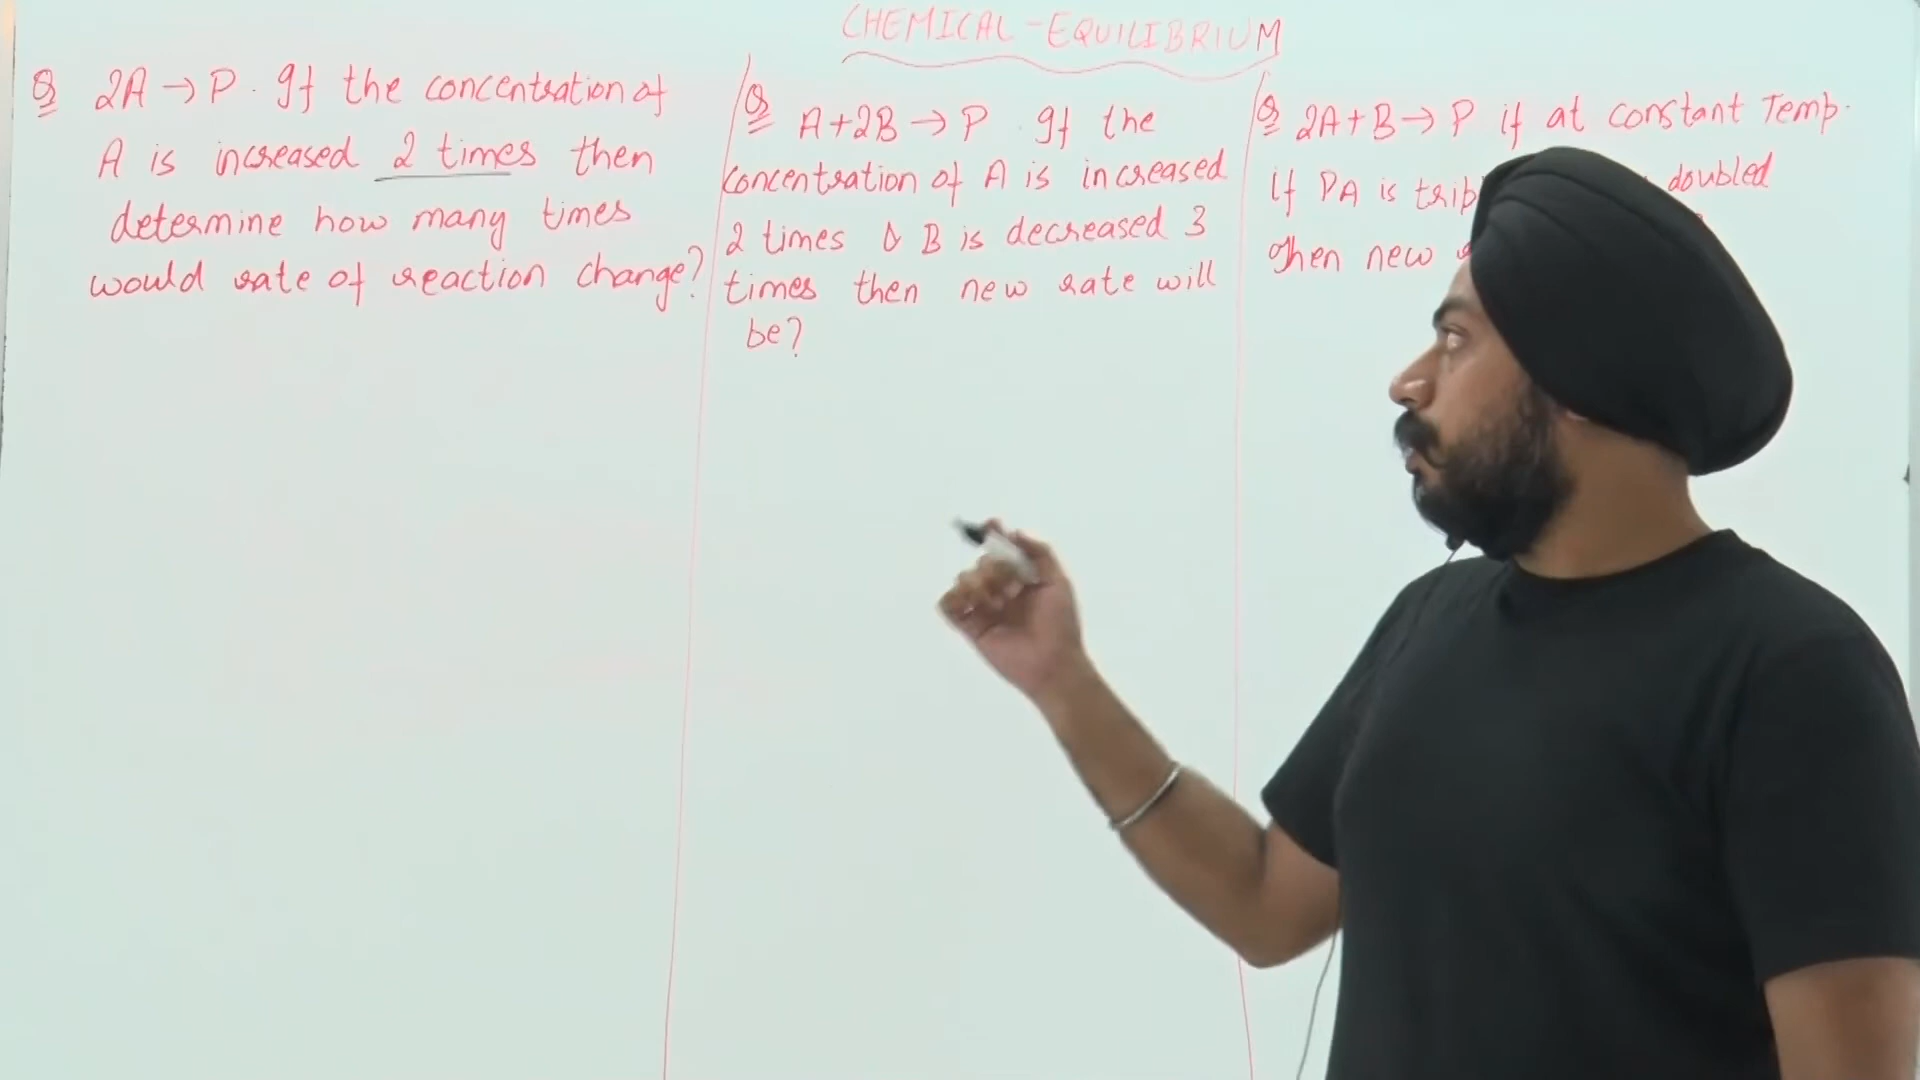 CHEMICAL-EQUILIBRIUM
Q 2A → P. If the concentration of
A is increased 2 times then
determine how many times
would rate of reaction change?
Q A+2B → P. If the
concentration of A is increased
2 times & B is decreased 3
times then new rate will
be?
Q 2A+B → P if at constant Temp.
If PA is doubled
Then new